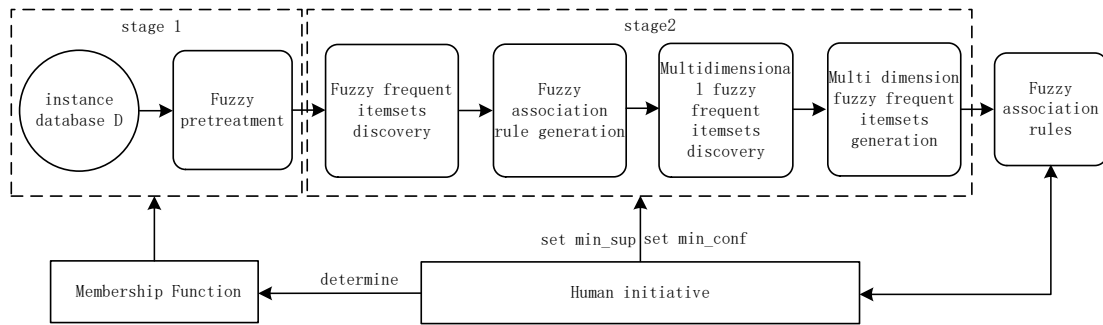 stage 1
stage2
instance
database D
Fuzzy
pretreatment
Fuzzy frequent
itemsets
discovery
Fuzzy
association
rule generation
Multidimensiona
l fuzzy
frequent
itemsets
discovery
Multi dimension
fuzzy frequent
itemsets
generation
Fuzzy
association
rules
set min_sup
set min_conf
Membership Function
determine
Human initiative